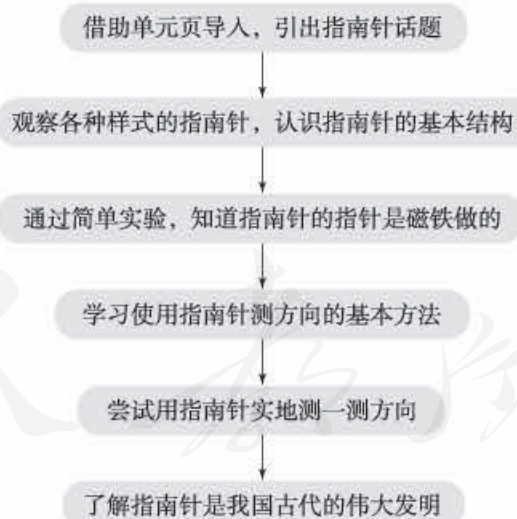 借助单元页导人，引出指南针话题
观察各种样式的指南针，认识指南针的基本结构
通过简单实验，知道指南针的指针是磁铁做的
学习使用指南针测方向的基本方法
尝试用指南针实地测一测方向
了解指南针是我国古代的伟大发明